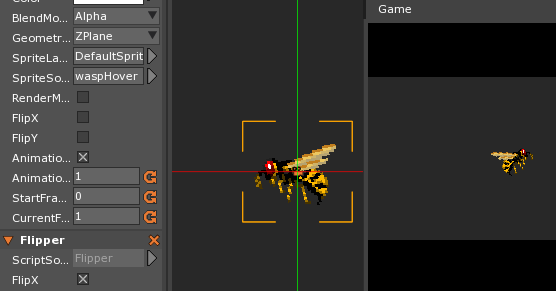 Game
BlendMo... Alpha
Geometr... ZPlane
SpriteLa... DefaultSprit
SpriteSo... waspHover
RenderM...
FlipX
FlipY
Animatio...
Animatio... 1
StartFra... 0
CurrentF... 1
Flipper
ScriptSo... Flipper
FlipX